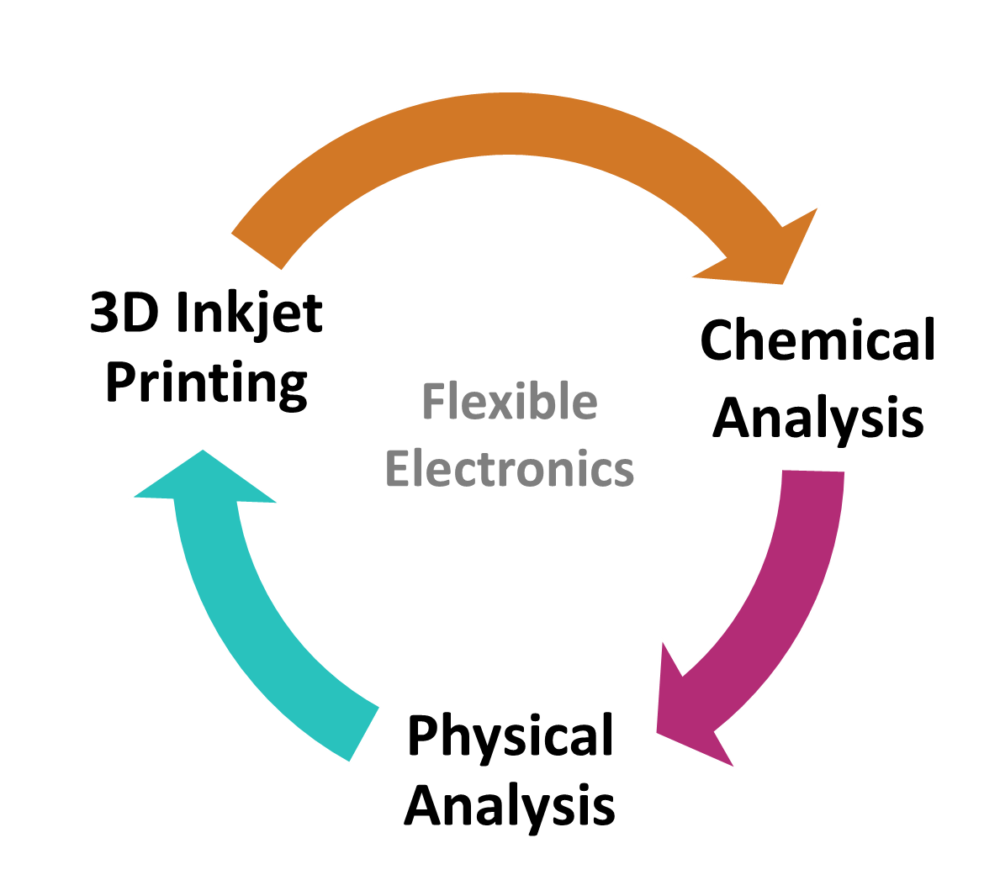 3D Inkjet
Printing
Chemical
Analysis
Flexible
Electronics
Physical
Analysis